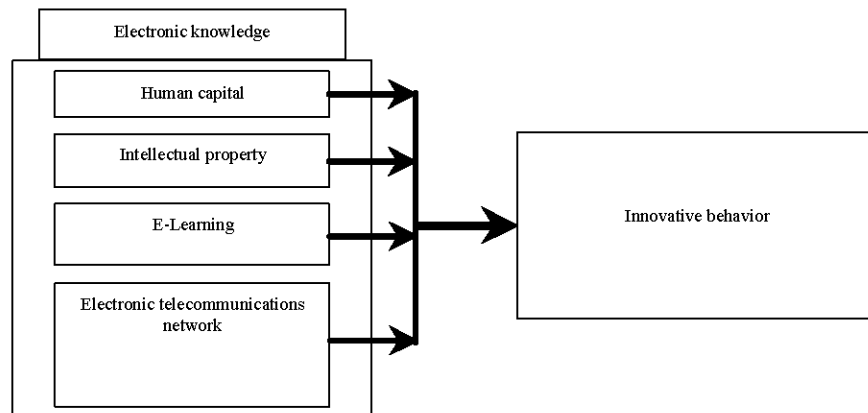 Electronic knowledge
Human capital
Intellectual property
E-Learning
Electronic telecommunications
network
Innovative behavior